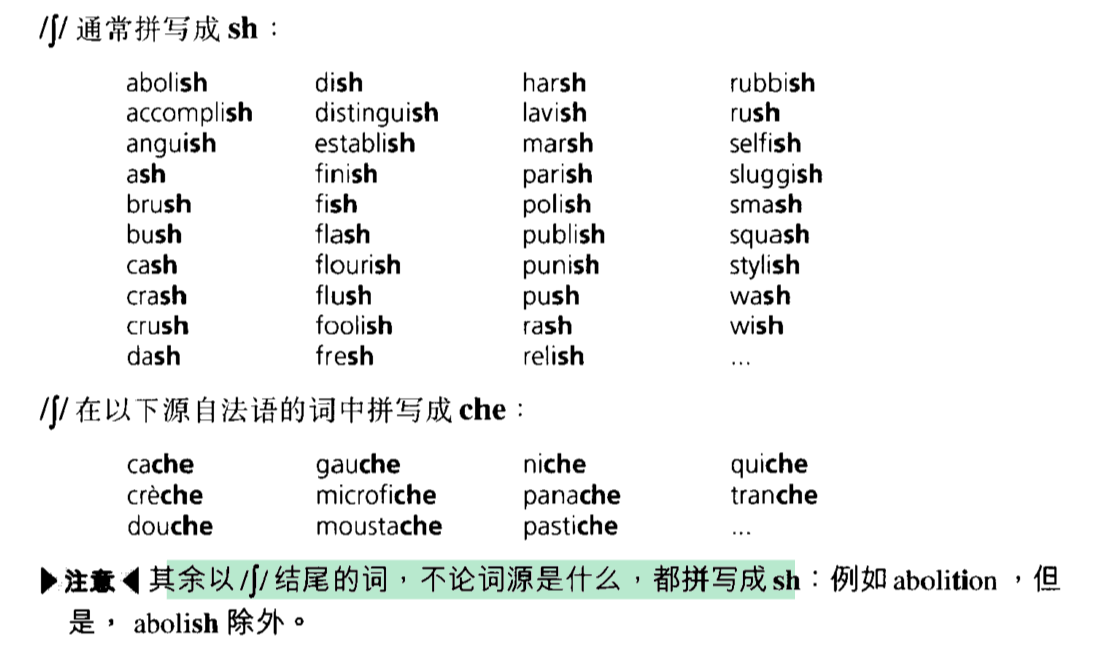 /ʃ/ 通常拼写成 sh：
abolish dish harsh rubbish
accomplish distinguish lavish rush
anguish establish marsh selfish
ash finish parish sluggish
brush fish polish smash
bush flash publish squash
cash flourish punish stylish
crash flush push wash
crush foolish rash wish
dash fresh relish ...
/ʃ/ 在以下源自法语的词中拼写成 che：
cache gauche niche quiche
crèche microfiche panache tranche
douche moustache pastiche ...
▶注意◀ 其余以 /ʃ/ 结尾的词，不论词源是什么，都拼写成 sh：例如 abolition，但
是，abolish 除外。